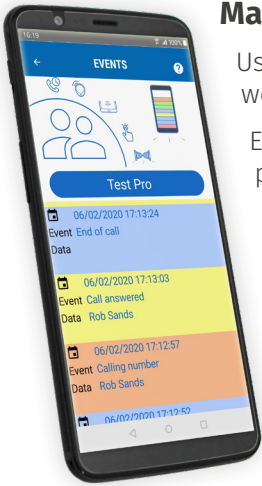 Ma
16:19
100%
EVENTS
?
Us
we
E
p
Test Pro
06/02/2020 17:13:24
Event End of call
Data
06/02/2020 17:13:03
Event Call answered
Data Rob Sands
06/02/2020 17:12:57
Event Calling number
Data Rob Sands
06/02/2020 17:12:52